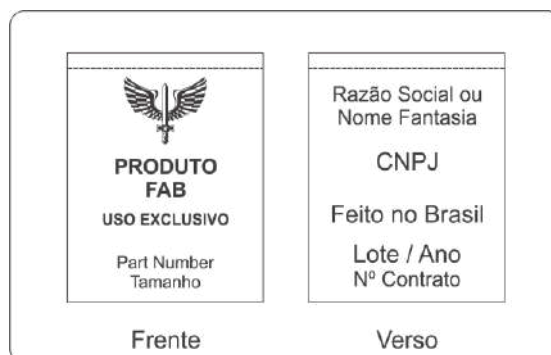 PRODUTO
FAB
USO EXCLUSIVO
Part Number
Tamanho
Frente
Razão Social ou
Nome Fantasia
CNPJ
Feito no Brasil
Lote / Ano
Nº Contrato
Verso